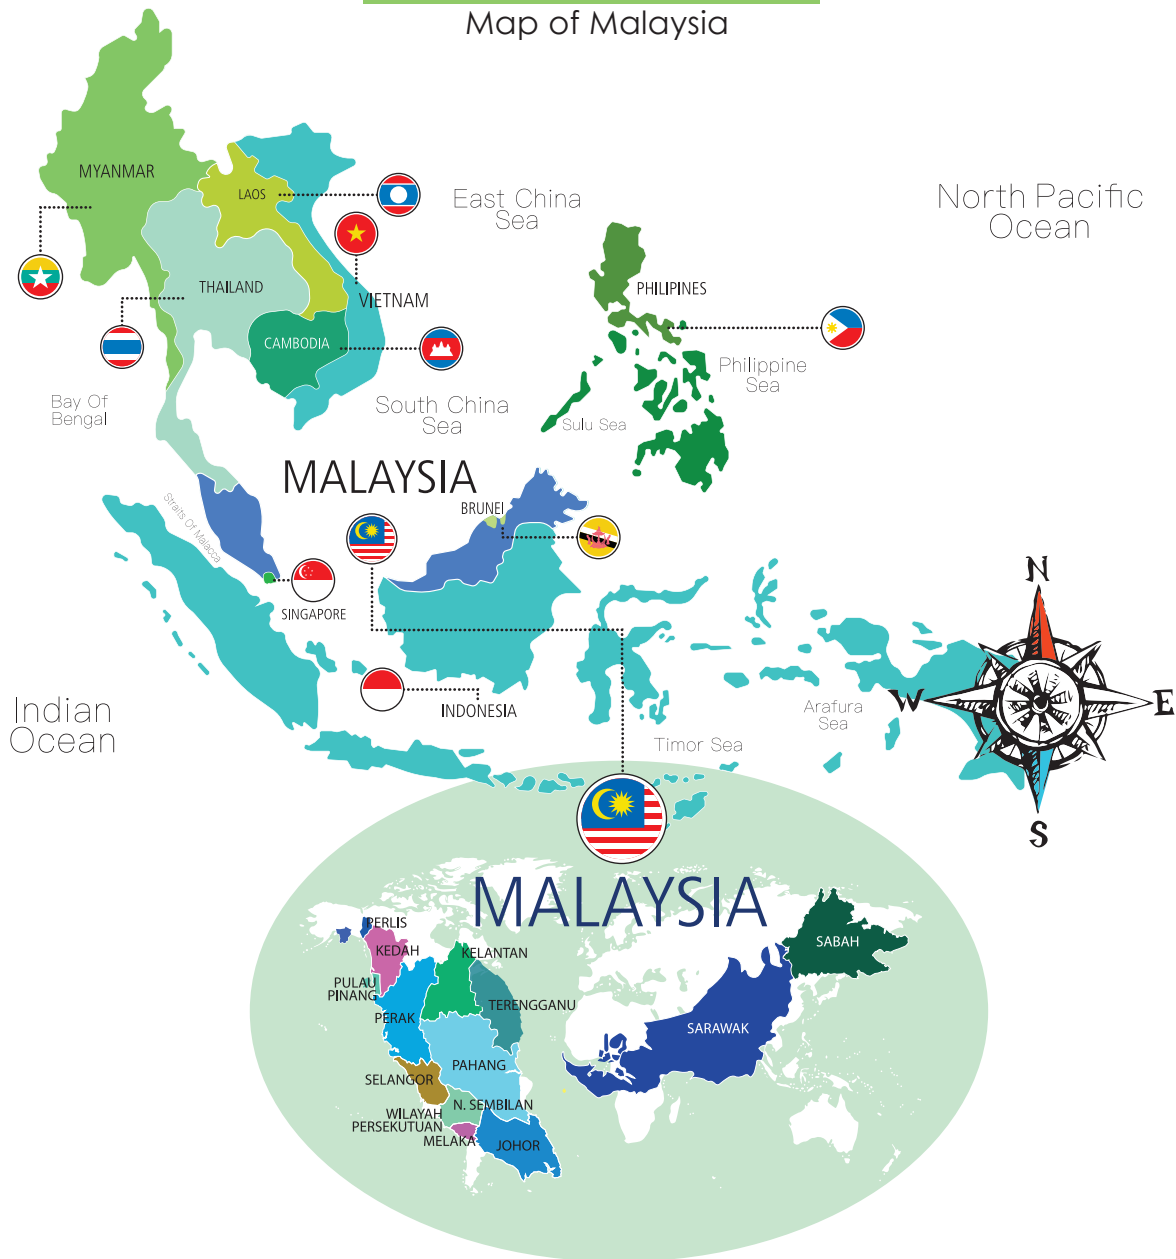 Map of Malaysia
MYANMAR
LAOS
East China
Sea
North Pacific
Ocean
THAILAND
VIETNAM
PHILIPINES
CAMBODIA
Philippine
Sea
Bay Of
Bengal
South China
Sea
Sulu Sea
MALAYSIA
Straits Of Malacca
BRUNEI
SINGAPORE
N
W
E
S
Indian
Ocean
INDONESIA
Arafura
Sea
Timor Sea
MALAYSIA
PERLIS
KEDAH
KELANTAN
SABAH
PULAU
PINANG
TERENGGANU
PERAK
SARAWAK
PAHANG
SELANGOR
N. SEMBILAN
WILAYAH
PERSEKUTUAN
MELAKA
JOHOR